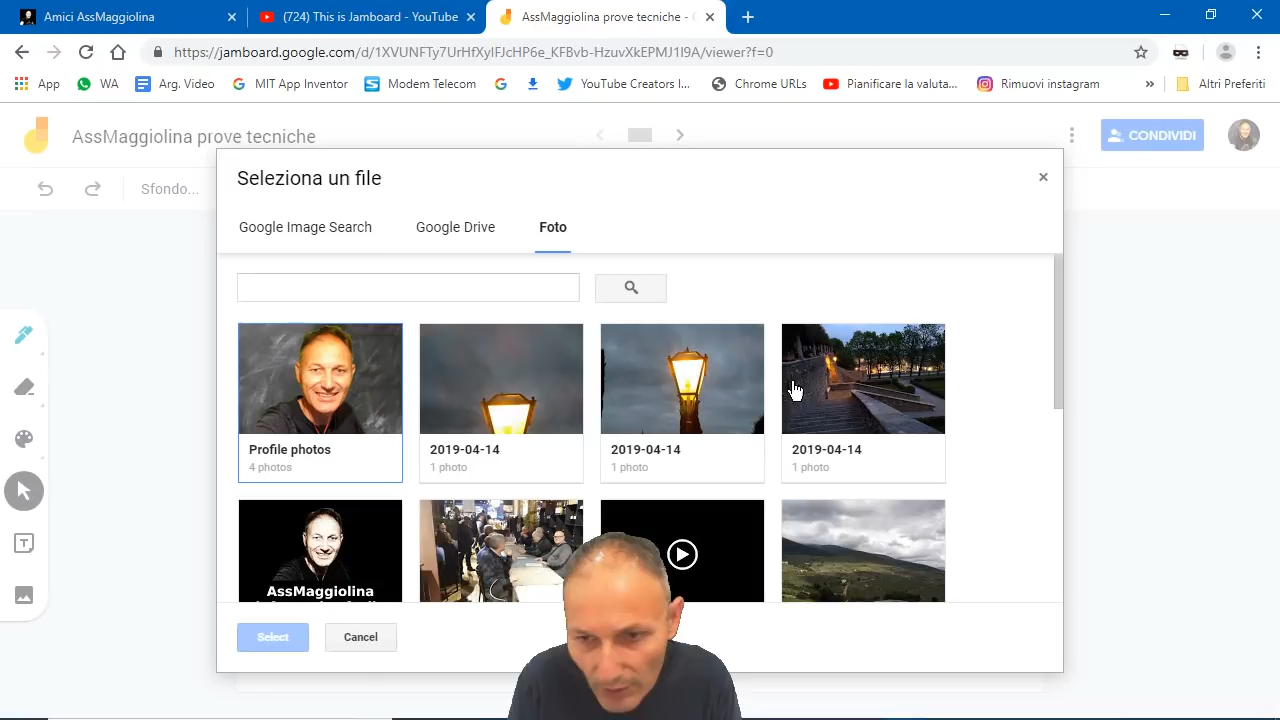 Amici AssMaggiolina
(724) This is Jamboard - YouTube
AssMaggiolina prove tecniche -
https://jamboard.google.com/d/1XVUNFTy7UrHfXyIFJcHP6e_KFBvb-HzuvXkEPMJ1I9A/viewer?f=0
App WA Arg. Video MIT App Inventor Modem Telecom YouTube Creators I... Chrome URLs Pianificare la valuta... Rimuovi instagram » Altri Preferiti
AssMaggiolina prove tecniche
CONDIVIDI
Sfondo...
Seleziona un file
Google Image Search Google Drive Foto
Profile photos 2019-04-14 2019-04-14 2019-04-14
4 photos 1 photo 1 photo 1 photo
AssMaggiolina
Select Cancel